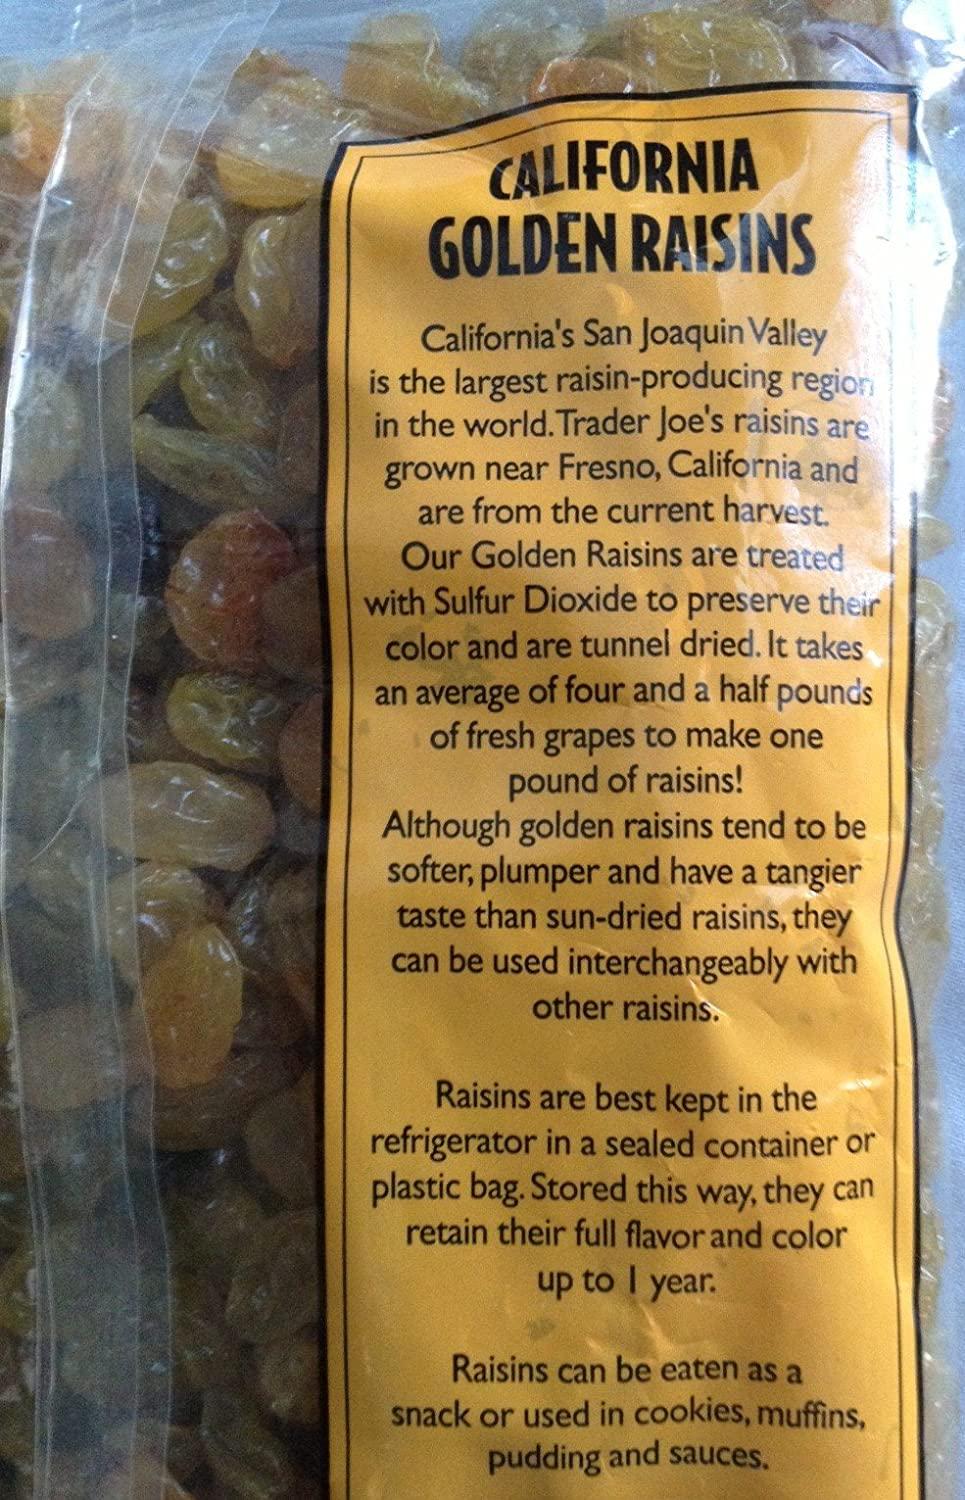 CALIFORNIA
GOLDEN RAISINS
California's San Joaquin Valley
is the largest raisin-producing region
in the world. Trader Joe's raisins are
grown near Fresno, California and
are from the current harvest.
Our Golden Raisins are treated
with Sulfur Dioxide to preserve their
color and are tunnel dried. It takes
an average of four and a half pounds
of fresh grapes to make one
pound of raisins!
Although golden raisins tend to be
softer, plumper and have a tangier
taste than sun-dried raisins, they
can be used interchangeably with
other raisins.
Raisins are best kept in the
refrigerator in a sealed container or
plastic bag. Stored this way, they can
retain their full flavor and color
up to 1 year.
Raisins can be eaten as a
snack or used in cookies, muffins,
pudding and sauces.